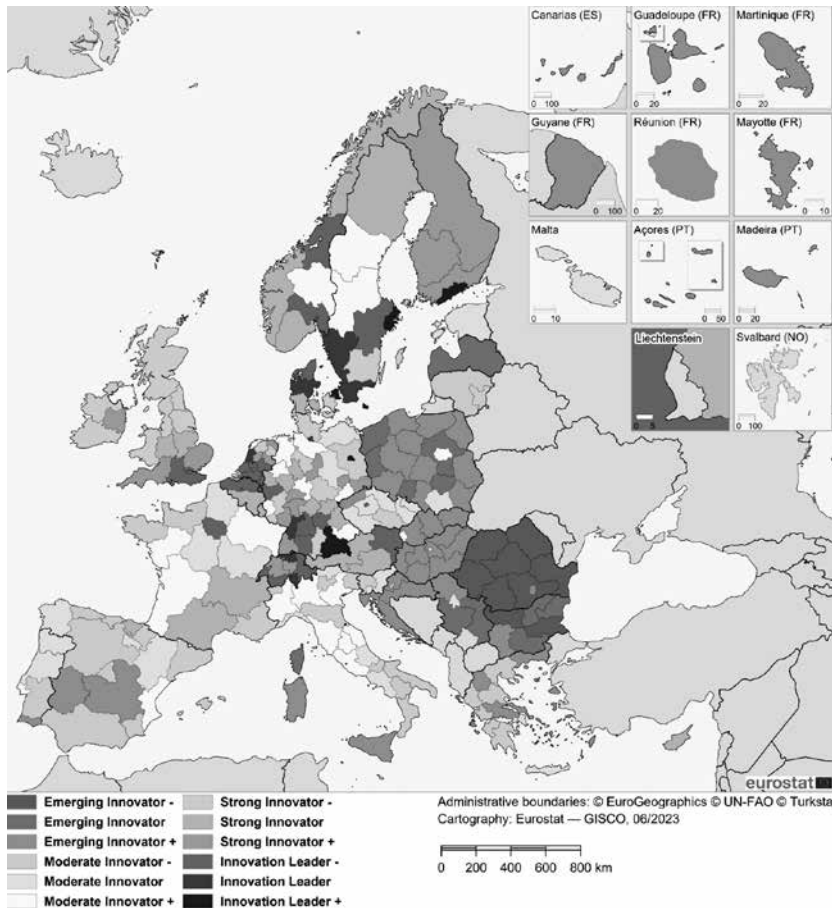 Canarias (ES)
0 100
Guadeloupe (FR)
0 20
Martinique (FR)
0 20
Guyane (FR)
0 100
Réunion (FR)
0 20
Mayotte (FR)
0 10
Malta
0 10
Açores (PT)
0 50
Madeira (PT)
0 20
Liechtenstein
0 5
Svalbard (NO)
0 100
eurostat
Emerging Innovator -
Emerging Innovator
Emerging Innovator +
Moderate Innovator -
Moderate Innovator
Moderate Innovator +
Strong Innovator -
Strong Innovator
Strong Innovator +
Innovation Leader -
Innovation Leader
Innovation Leader +
Administrative boundaries: © EuroGeographics © UN-FAO © Turksta
Cartography: Eurostat — GISCO, 06/2023
0 200 400 600 800 km